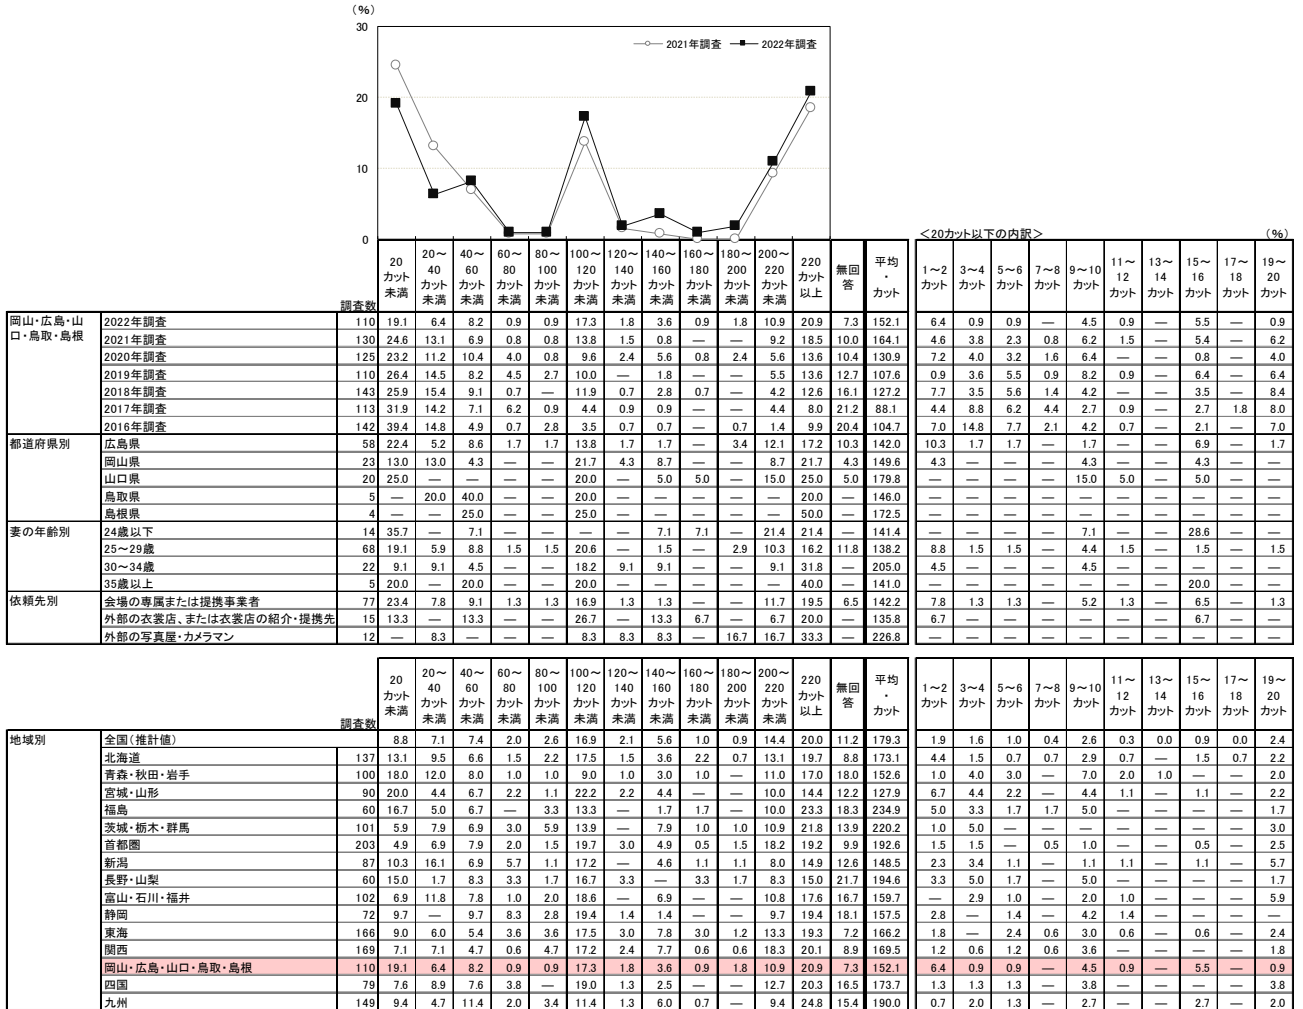 (%)
30
20
10
0
2021年調査 2022年調査
<20カット以下の内訳> (%)
調査数 20カット未満 20～40カット未満 40～60カット未満 60～80カット未満 80～100カット未満 100～120カット未満 120～140カット未満 140～160カット未満 160～180カット未満 180～200カット未満 200～220カット未満 220カット以上 無回答 平均・カット 1～2カット 3～4カット 5～6カット 7～8カット 9～10カット 11～12カット 13～14カット 15～16カット 17～18カット 19～20カット
岡山・広島・山口・鳥取・島根 2022年調査 110 19.1 6.4 8.2 0.9 0.9 17.3 1.8 3.6 0.9 1.8 10.9 20.9 7.3 152.1 6.4 0.9 0.9 — 4.5 0.9 — 5.5 — 0.9
2021年調査 130 24.6 13.1 6.9 0.8 0.8 13.8 1.5 0.8 — — 9.2 18.5 10.0 164.1 4.6 3.8 2.3 0.8 6.2 1.5 — 5.4 — 6.2
2020年調査 125 23.2 11.2 10.4 4.0 0.8 9.6 2.4 5.6 0.8 2.4 5.6 13.6 10.4 130.9 7.2 4.0 3.2 1.6 6.4 — — 0.8 — 4.0
2019年調査 110 26.4 14.5 8.2 4.5 2.7 10.0 — 1.8 — — 5.5 13.6 12.7 107.6 0.9 3.6 5.5 0.9 8.2 0.9 — 6.4 — 6.4
2018年調査 143 25.9 15.4 9.1 0.7 — 11.9 0.7 2.8 0.7 — 4.2 12.6 16.1 127.2 7.7 3.5 5.6 1.4 4.2 — — 3.5 — 8.4
2017年調査 113 31.9 14.2 7.1 6.2 0.9 4.4 0.9 0.9 — — 4.4 8.0 21.2 88.1 4.4 8.8 6.2 4.4 2.7 0.9 — 2.7 1.8 8.0
2016年調査 142 39.4 14.8 4.9 0.7 2.8 3.5 0.7 0.7 — 0.7 1.4 9.9 20.4 104.7 7.0 14.8 7.7 2.1 4.2 0.7 — 2.1 — 7.0
都道府県別 広島県 58 22.4 5.2 8.6 1.7 1.7 13.8 1.7 1.7 — 3.4 12.1 17.2 10.3 142.0 10.3 1.7 1.7 — 1.7 — — 6.9 — 1.7
岡山県 23 13.0 13.0 4.3 — — 21.7 4.3 8.7 — — 8.7 21.7 4.3 149.6 4.3 — — — 4.3 — — 4.3 — —
山口県 20 25.0 — — — — 20.0 — 5.0 5.0 — 15.0 25.0 5.0 179.8 — — — — 15.0 5.0 — 5.0 — —
鳥取県 5 — 20.0 40.0 — — 20.0 — — — — — 20.0 — 146.0 — — — — — — — — — —
島根県 4 — — 25.0 — — 25.0 — — — — — 50.0 — 172.5 — — — — — — — — — —
妻の年齢別 24歳以下 14 35.7 — 7.1 — — — — 7.1 7.1 — 21.4 21.4 — 141.4 — — — — 7.1 — — 28.6 — —
25～29歳 68 19.1 5.9 8.8 1.5 1.5 20.6 — 1.5 — 2.9 10.3 16.2 11.8 138.2 8.8 1.5 1.5 — 4.4 1.5 — 1.5 — 1.5
30～34歳 22 9.1 9.1 4.5 — — 18.2 9.1 9.1 — — 9.1 31.8 — 205.0 4.5 — — — 4.5 — — — — —
35歳以上 5 20.0 — 20.0 — — 20.0 — — — — — 40.0 — 141.0 — — — — — — — 20.0 — —
依頼先別 会場の専属または提携事業者 77 23.4 7.8 9.1 1.3 1.3 16.9 1.3 1.3 — — 11.7 19.5 6.5 142.2 7.8 1.3 1.3 — 5.2 1.3 — 6.5 — 1.3
外部の衣裳店、または衣裳店の紹介・提携先 15 13.3 — 13.3 — — 26.7 — 13.3 6.7 — 6.7 20.0 — 135.8 6.7 — — — — — — 6.7 — —
外部の写真屋・カメラマン 12 — 8.3 — — — 8.3 8.3 8.3 — 16.7 16.7 33.3 — 226.8 — — — — — — — — — —
調査数 20カット未満 20～40カット未満 40～60カット未満 60～80カット未満 80～100カット未満 100～120カット未満 120～140カット未満 140～160カット未満 160～180カット未満 180～200カット未満 200～220カット未満 220カット以上 無回答 平均・カット 1～2カット 3～4カット 5～6カット 7～8カット 9～10カット 11～12カット 13～14カット 15～16カット 17～18カット 19～20カット
地域別 全国(推計値) 8.8 7.1 7.4 2.0 2.6 16.9 2.1 5.6 1.0 0.9 14.4 20.0 11.2 179.3 1.9 1.6 1.0 0.4 2.6 0.3 0.0 0.9 0.0 2.4
北海道 137 13.1 9.5 6.6 1.5 2.2 17.5 1.5 3.6 2.2 0.7 13.1 19.7 8.8 173.1 4.4 1.5 0.7 0.7 2.9 0.7 — 1.5 0.7 2.2
青森・秋田・岩手 100 18.0 12.0 8.0 1.0 1.0 9.0 1.0 3.0 1.0 — 11.0 17.0 18.0 152.6 1.0 4.0 3.0 — 7.0 2.0 1.0 — — 2.0
宮城・山形 90 20.0 4.4 6.7 2.2 1.1 22.2 2.2 4.4 — — 10.0 14.4 12.2 127.9 6.7 4.4 2.2 — 4.4 1.1 — 1.1 — 2.2
福島 60 16.7 5.0 6.7 — 3.3 13.3 — 1.7 1.7 — 10.0 23.3 18.3 234.9 5.0 3.3 1.7 1.7 5.0 — — — — 1.7
茨城・栃木・群馬 101 5.9 7.9 6.9 3.0 5.9 13.9 — 7.9 1.0 1.0 10.9 21.8 13.9 220.2 1.0 5.0 — — — — — — — 3.0
首都圏 203 4.9 6.9 7.9 2.0 1.5 19.7 3.0 4.9 0.5 1.5 18.2 19.2 9.9 192.6 1.5 1.5 — 0.5 1.0 — — 0.5 — 2.5
新潟 87 10.3 16.1 6.9 5.7 1.1 17.2 — 4.6 1.1 1.1 8.0 14.9 12.6 148.5 2.3 3.4 1.1 — 1.1 1.1 — 1.1 — 5.7
長野・山梨 60 15.0 1.7 8.3 3.3 1.7 16.7 3.3 — 3.3 1.7 8.3 15.0 21.7 194.6 3.3 5.0 1.7 — 5.0 — — — — 1.7
富山・石川・福井 102 6.9 11.8 7.8 1.0 2.0 18.6 — 6.9 — — 10.8 17.6 16.7 159.7 — 2.9 1.0 — 2.0 1.0 — — — 5.9
静岡 72 9.7 — 9.7 8.3 2.8 19.4 1.4 1.4 — — 9.7 19.4 18.1 157.5 2.8 — 1.4 — 4.2 1.4 — — — —
東海 166 9.0 6.0 5.4 3.6 3.6 17.5 3.0 7.8 3.0 1.2 13.3 19.3 7.2 166.2 1.8 — 2.4 0.6 3.0 0.6 — 0.6 — 2.4
関西 169 7.1 7.1 4.7 0.6 4.7 17.2 2.4 7.7 0.6 0.6 18.3 20.1 8.9 169.5 1.2 0.6 1.2 0.6 3.6 — — — — 1.8
岡山・広島・山口・鳥取・島根 110 19.1 6.4 8.2 0.9 0.9 17.3 1.8 3.6 0.9 1.8 10.9 20.9 7.3 152.1 6.4 0.9 0.9 — 4.5 0.9 — 5.5 — 0.9
四国 79 7.6 8.9 7.6 3.8 — 19.0 1.3 2.5 — — 12.7 20.3 16.5 173.7 1.3 1.3 1.3 — 3.8 — — — — 3.8
九州 149 9.4 4.7 11.4 2.0 3.4 11.4 1.3 6.0 0.7 — 9.4 24.8 15.4 190.0 0.7 2.0 1.3 — 2.7 — — 2.7 — 2.0